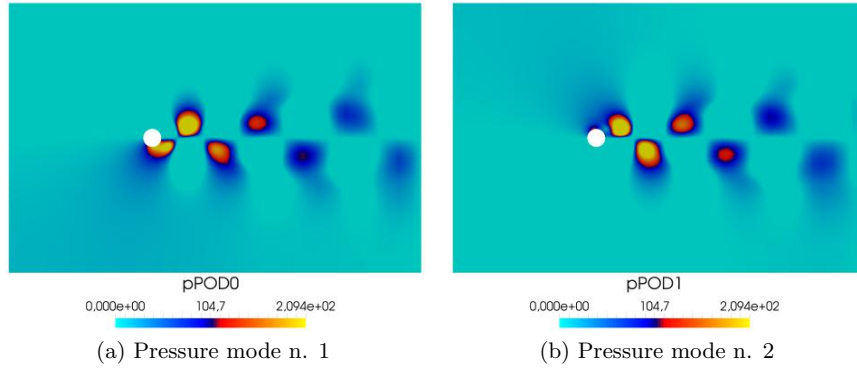 pPOD0
0,000e+00 104,7 2,094e+02
(a) Pressure mode n. 1
pPOD1
0,000e+00 104,7 2,094e+02
(b) Pressure mode n. 2